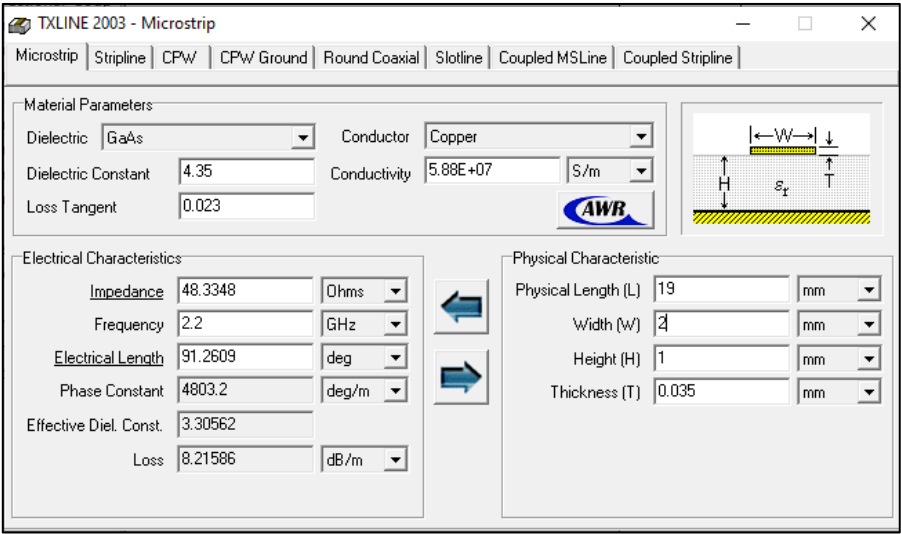 TXLINE 2003 - Microstrip
Microstrip Stripline CPW CPW Ground Round Coaxial Slotline Coupled MSLine Coupled Stripline
Material Parameters
Dielectric GaAs Conductor Copper
Dielectric Constant 4.35 Conductivity 5.88E+07 S/m
Loss Tangent 0.023 AWR
W
H εr T
Electrical Characteristics
Impedance 48.3348 Ohms
Frequency 2.2 GHz
Electrical Length 91.2609 deg
Phase Constant 4803.2 deg/m
Effective Diel. Const. 3.30562
Loss 8.21586 dB/m
Physical Characteristic
Physical Length (L) 19 mm
Width (W) 2 mm
Height (H) 1 mm
Thickness (T) 0.035 mm